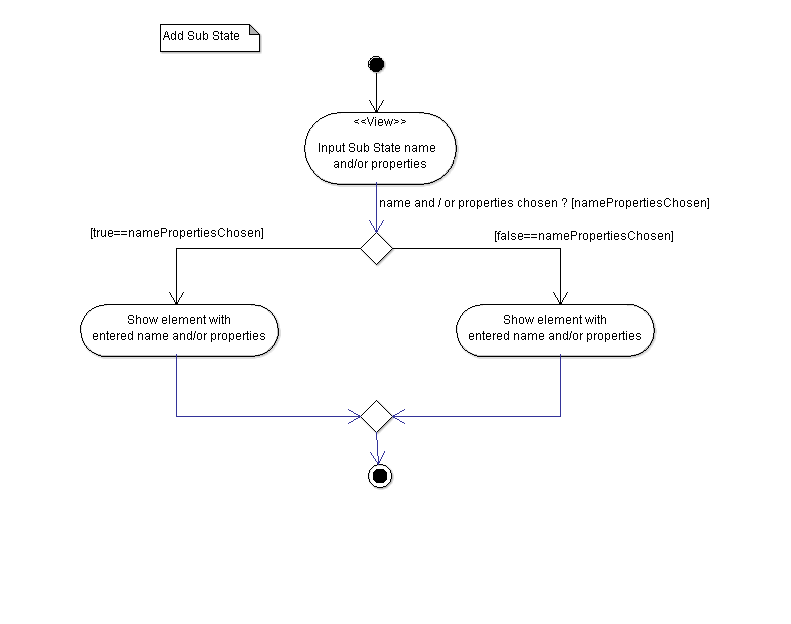 Add Sub State
<<View>>
Input Sub State name
and/or properties
name and / or properties chosen ? [namePropertiesChosen]
[true==namePropertiesChosen]
[false==namePropertiesChosen]
Show element with
entered name and/or properties
Show element with
entered name and/or properties